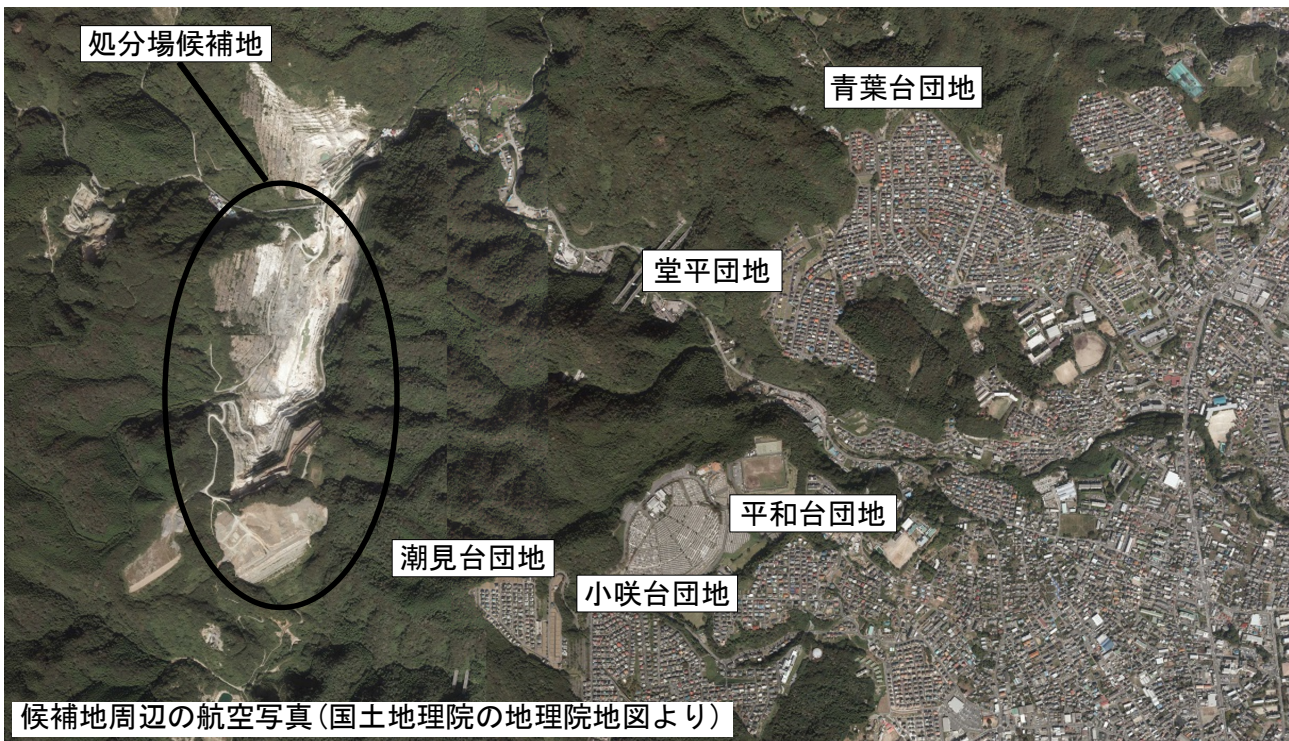 処分場候補地
青葉台団地
堂平団地
平和台団地
潮見台団地
小咲台団地
候補地周辺の航空写真(国土地理院の地理院地図より)